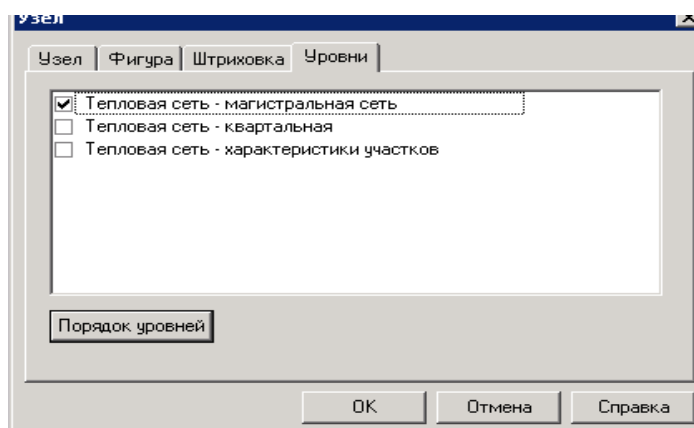 Узел
Узел Фигура Штриховка Уровни
Тепловая сеть - магистральная сеть
Тепловая сеть - квартальная
Тепловая сеть - характеристики участков
Порядок уровней
OK Отмена Справка